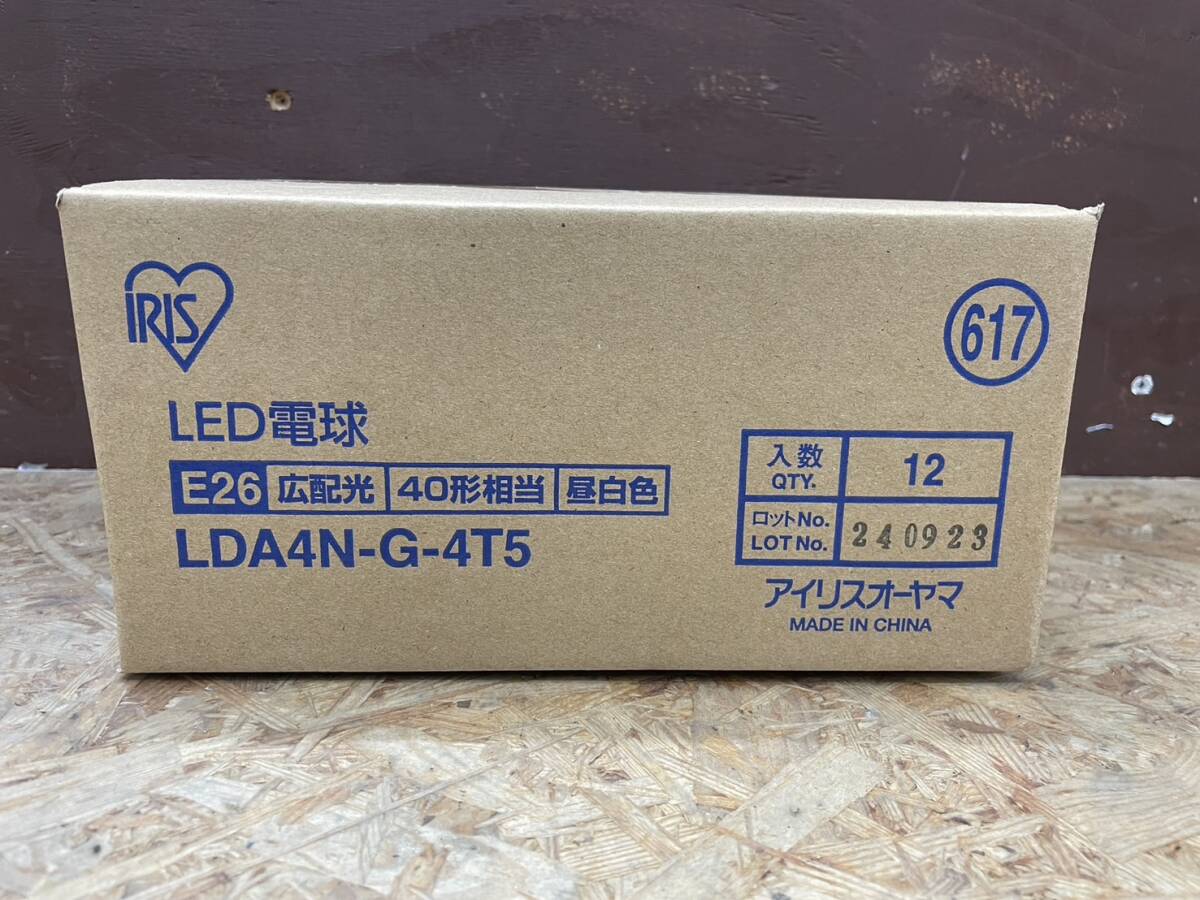 IRIS
617
LED電球
E26 広配光 40形相当 昼白色
LDA4N-G-4T5
入数 QTY. 12
ロットNo. LOT No. 240923
アイリスオーヤマ
MADE IN CHINA